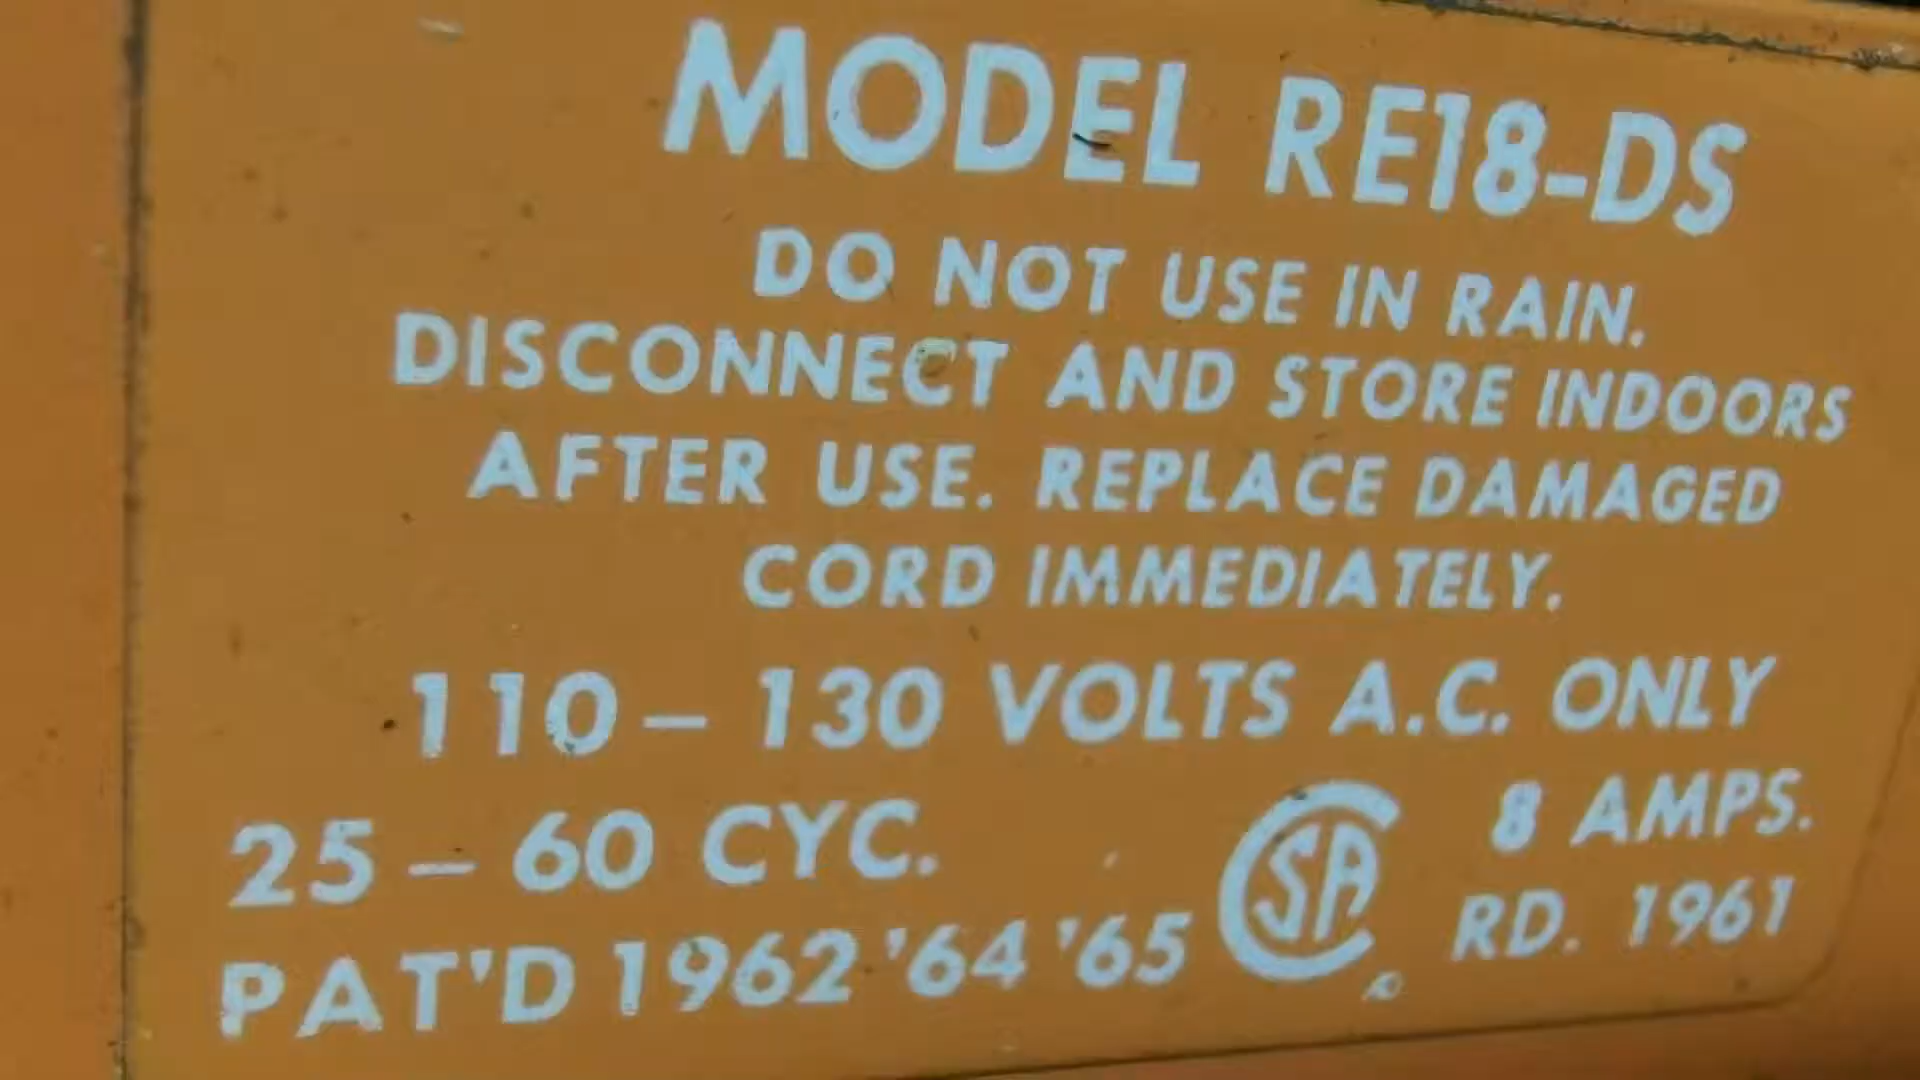 MODEL RE18-DS
DO NOT USE IN RAIN.
DISCONNECT AND STORE INDOORS
AFTER USE. REPLACE DAMAGED
CORD IMMEDIATELY.
110 – 130 VOLTS A.C. ONLY
25 – 60 CYC.
CSA
8 AMPS.
PAT'D 1962 '64 '65
RD. 1961